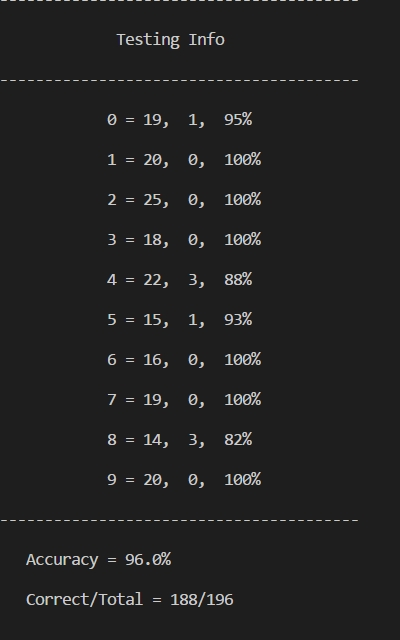 ----------------------------------------
Testing Info
----------------------------------------
0 = 19,  1,  95%
1 = 20,  0,  100%
2 = 25,  0,  100%
3 = 18,  0,  100%
4 = 22,  3,  88%
5 = 15,  1,  93%
6 = 16,  0,  100%
7 = 19,  0,  100%
8 = 14,  3,  82%
9 = 20,  0,  100%
----------------------------------------
Accuracy = 96.0%
Correct/Total = 188/196